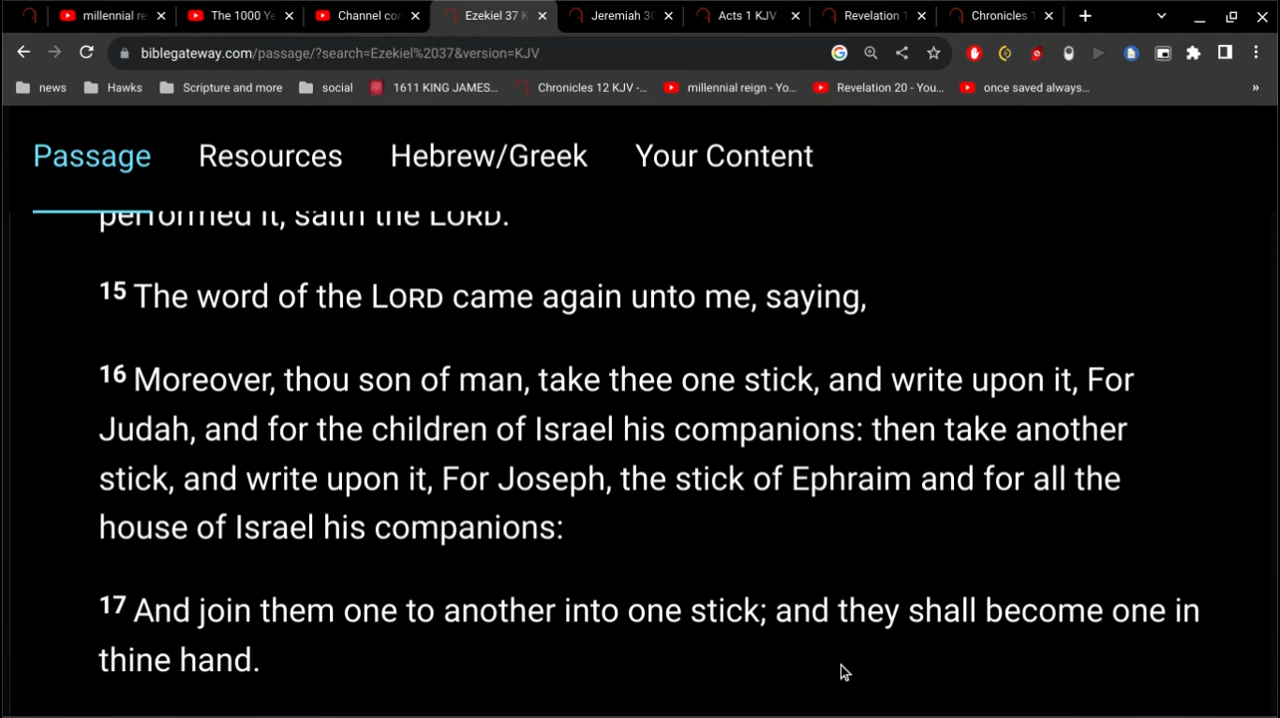 millennial re
The 1000 Ye
Channel cor
Ezekiel 37 K
Jeremiah 30
Acts 1 KJV
Revelation
Chronicles
biblegateway.com/passage/?search=Ezekiel%2037&version=KJV
news
Hawks
Scripture and more
social
1611 KING JAMES...
Chronicles 12 KJV -...
millennial reign - Yo...
Revelation 20 - You...
once saved always...
»
Passage
Resources
Hebrew/Greek
Your Content
performed it, saith the LORD.
15 The word of the LORD came again unto me, saying,
16 Moreover, thou son of man, take thee one stick, and write upon it, For
Judah, and for the children of Israel his companions: then take another
stick, and write upon it, For Joseph, the stick of Ephraim and for all the
house of Israel his companions:
17 And join them one to another into one stick; and they shall become one in
thine hand.